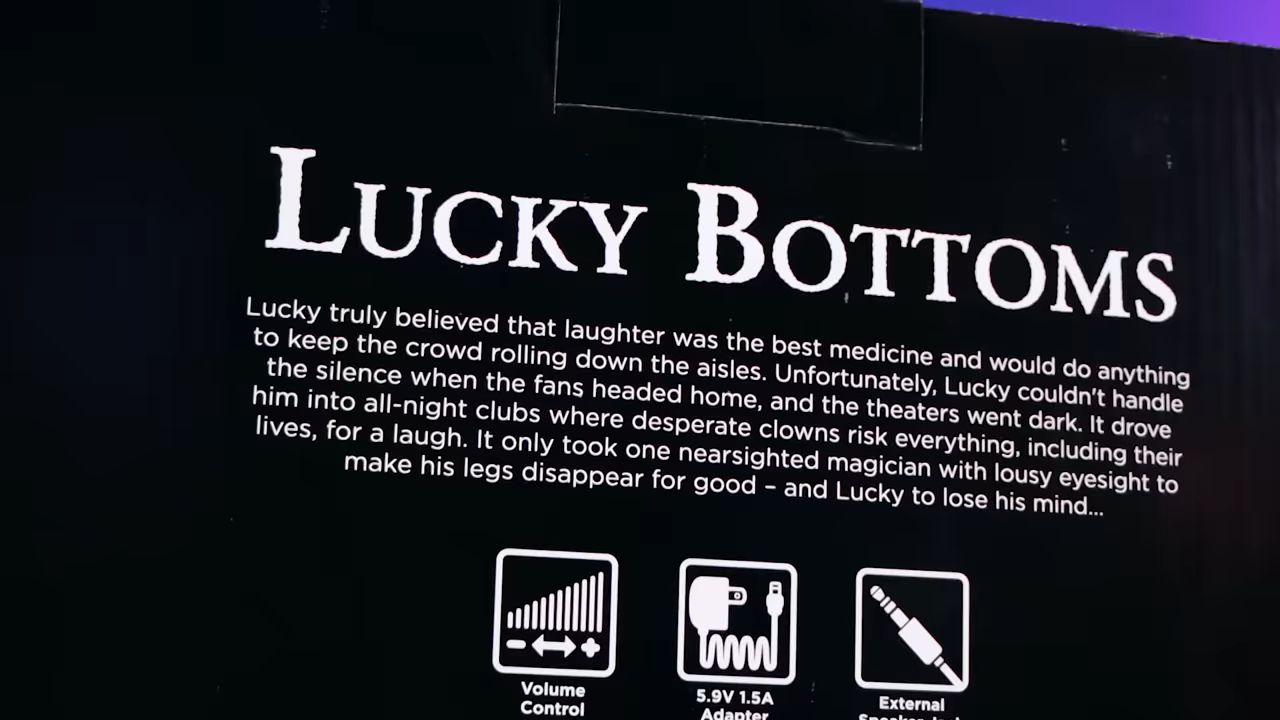 LUCKY BOTTOMS
Lucky truly believed that laughter was the best medicine and would do anything
to keep the crowd rolling down the aisles. Unfortunately, Lucky couldn't handle
the silence when the fans headed home, and the theaters went dark. It drove
him into all-night clubs where desperate clowns risk everything, including their
lives, for a laugh. It only took one nearsighted magician with lousy eyesight to
make his legs disappear for good – and Lucky to lose his mind...
Volume
Control
5.9V 1.5A
Adapter
External